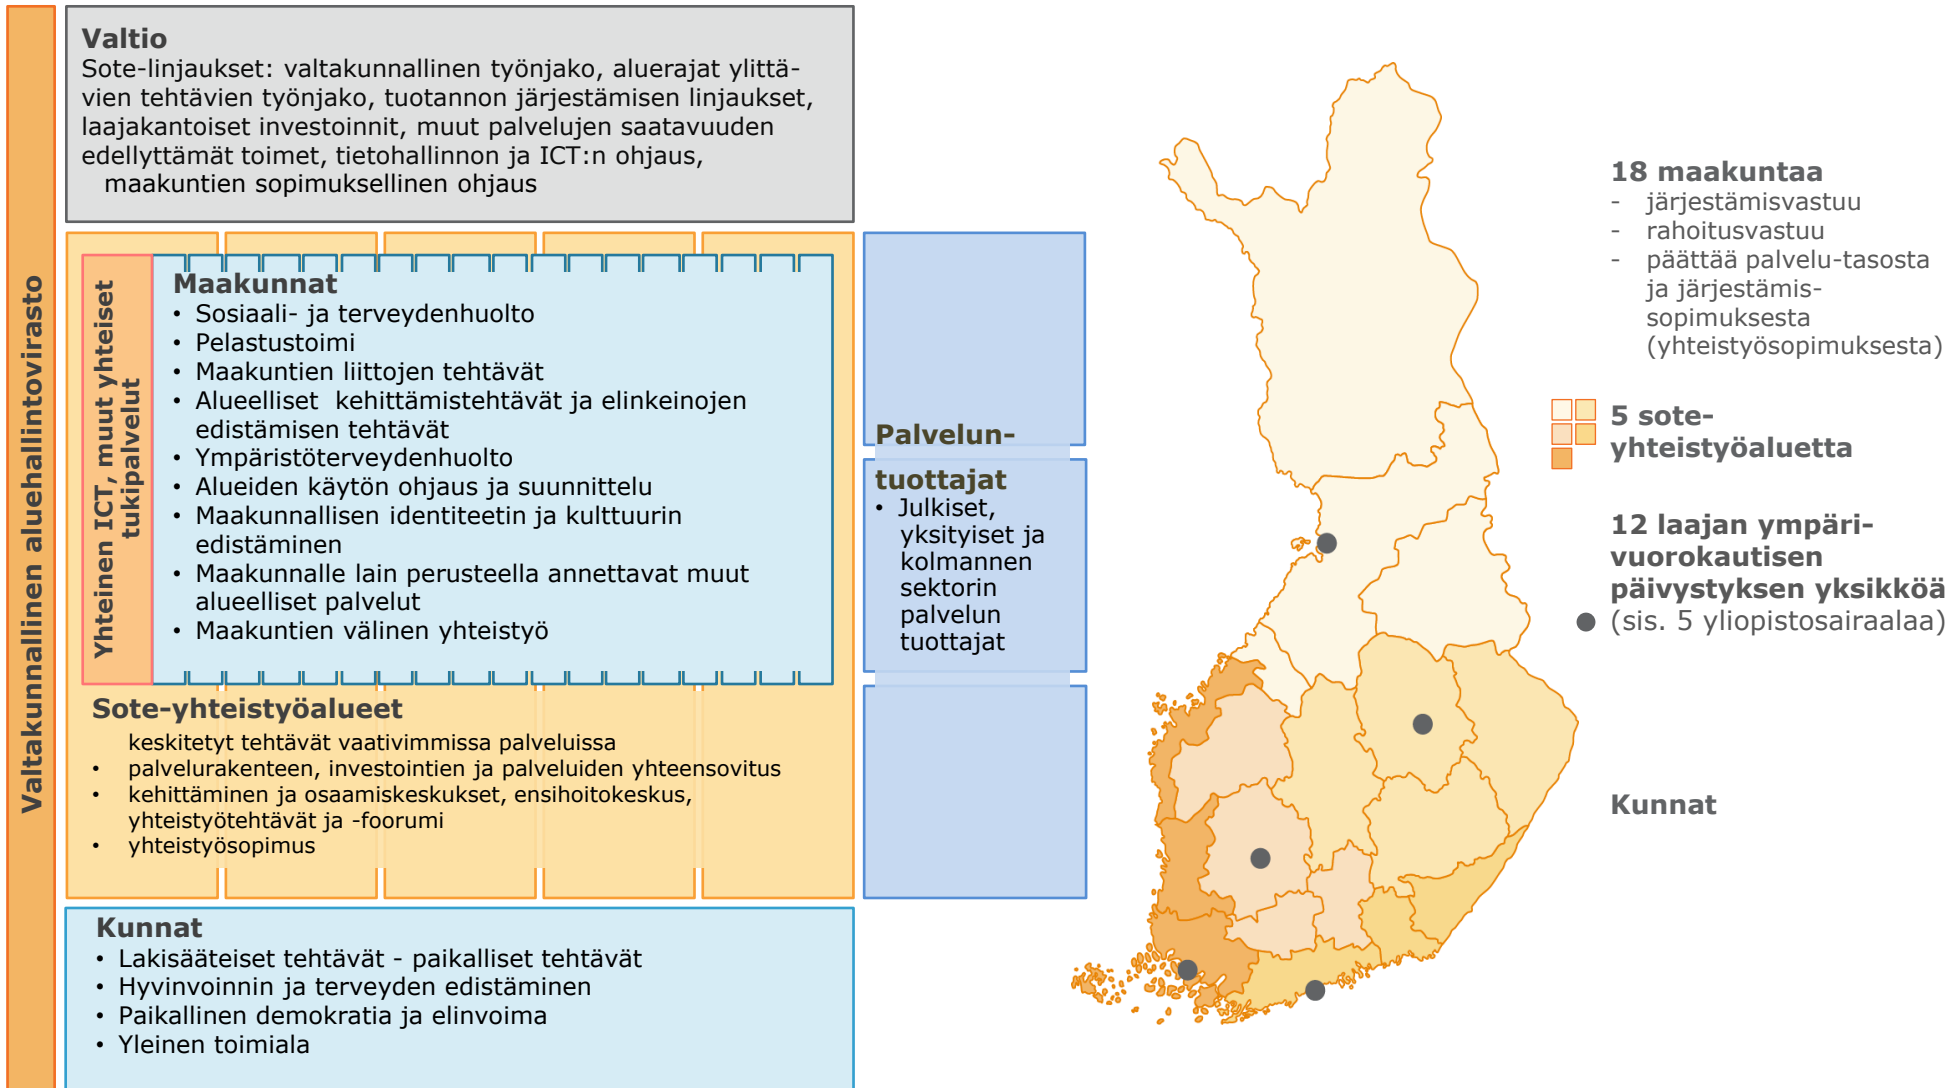 Valtakunnallinen aluehallintovirasto
Valtio
Sote-linjaukset: valtakunnallinen työnjako, aluerajat ylittä-
vien tehtävien työnjako, tuotannon järjestämisen linjaukset,
laajakantoiset investoinnit, muut palvelujen saatavuuden
edellyttämät toimet, tietohallinnon ja ICT:n ohjaus,
maakuntien sopimuksellinen ohjaus
Yhteinen ICT, muut yhteiset
tukipalvelut
Maakunnat
• Sosiaali- ja terveydenhuolto
• Pelastustoimi
• Maakuntien liittojen tehtävät
• Alueelliset kehittämistehtävät ja elinkeinojen
edistämisen tehtävät
• Ympäristöterveydenhuolto
• Alueiden käytön ohjaus ja suunnittelu
• Maakunnallisen identiteetin ja kulttuurin
edistäminen
• Maakunnalle lain perusteella annettavat muut
alueelliset palvelut
• Maakuntien välinen yhteistyö
Sote-yhteistyöalueet
keskitetyt tehtävät vaativimmissa palveluissa
• palvelurakenteen, investointien ja palveluiden yhteensovitus
• kehittäminen ja osaamiskeskukset, ensihoitokeskus,
yhteistyötehtävät ja -foorumi
• yhteistyösopimus
Palvelun-
tuottajat
• Julkiset,
yksityiset ja
kolmannen
sektorin
palvelun
tuottajat
Kunnat
• Lakisääteiset tehtävät - paikalliset tehtävät
• Hyvinvoinnin ja terveyden edistäminen
• Paikallinen demokratia ja elinvoima
• Yleinen toimiala
18 maakuntaa
- järjestämisvastuu
- rahoitusvastuu
- päättää palvelu-tasosta
ja järjestämis-
sopimuksesta
(yhteistyösopimuksesta)
5 sote-
yhteistyöaluetta
12 laajan ympäri-
vuorokautisen
päivystyksen yksikköä
(sis. 5 yliopistosairaalaa)
Kunnat